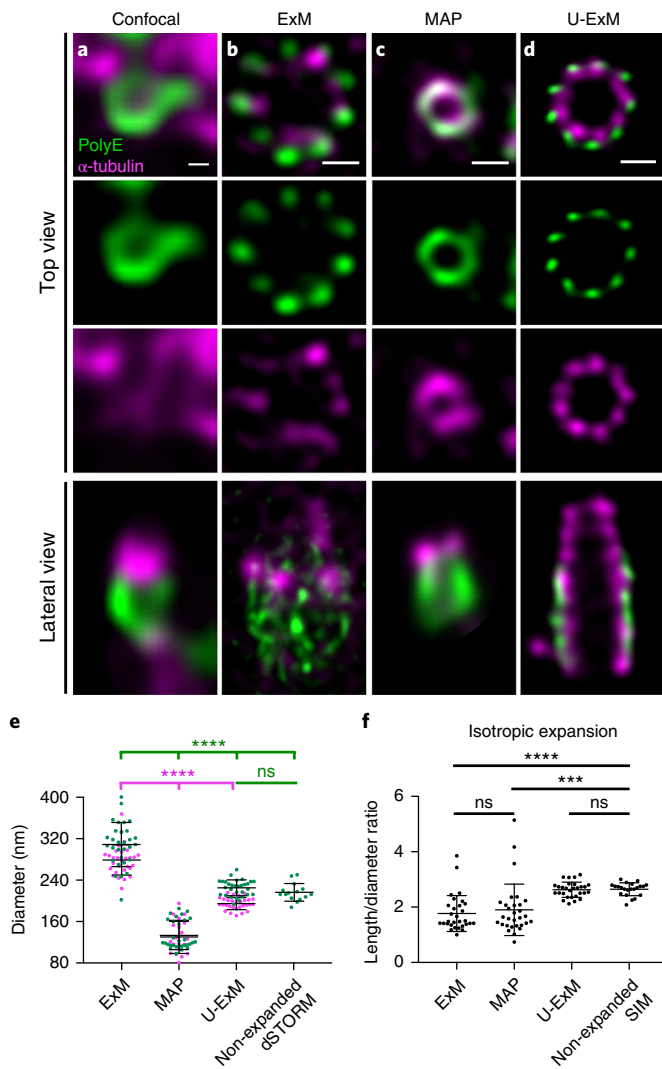 Confocal ExM MAP U-ExM
a b c d
PolyE
α-tubulin
Top view
Lateral view
e f
Isotropic expansion
**** ****
*** 
**** ns ns ns
400 6
320
4
240
2
160
80 0
Diameter (nm)
Length/diameter ratio
ExM MAP U-ExM Non-expanded
dSTORM
ExM MAP U-ExM Non-expanded
SIM